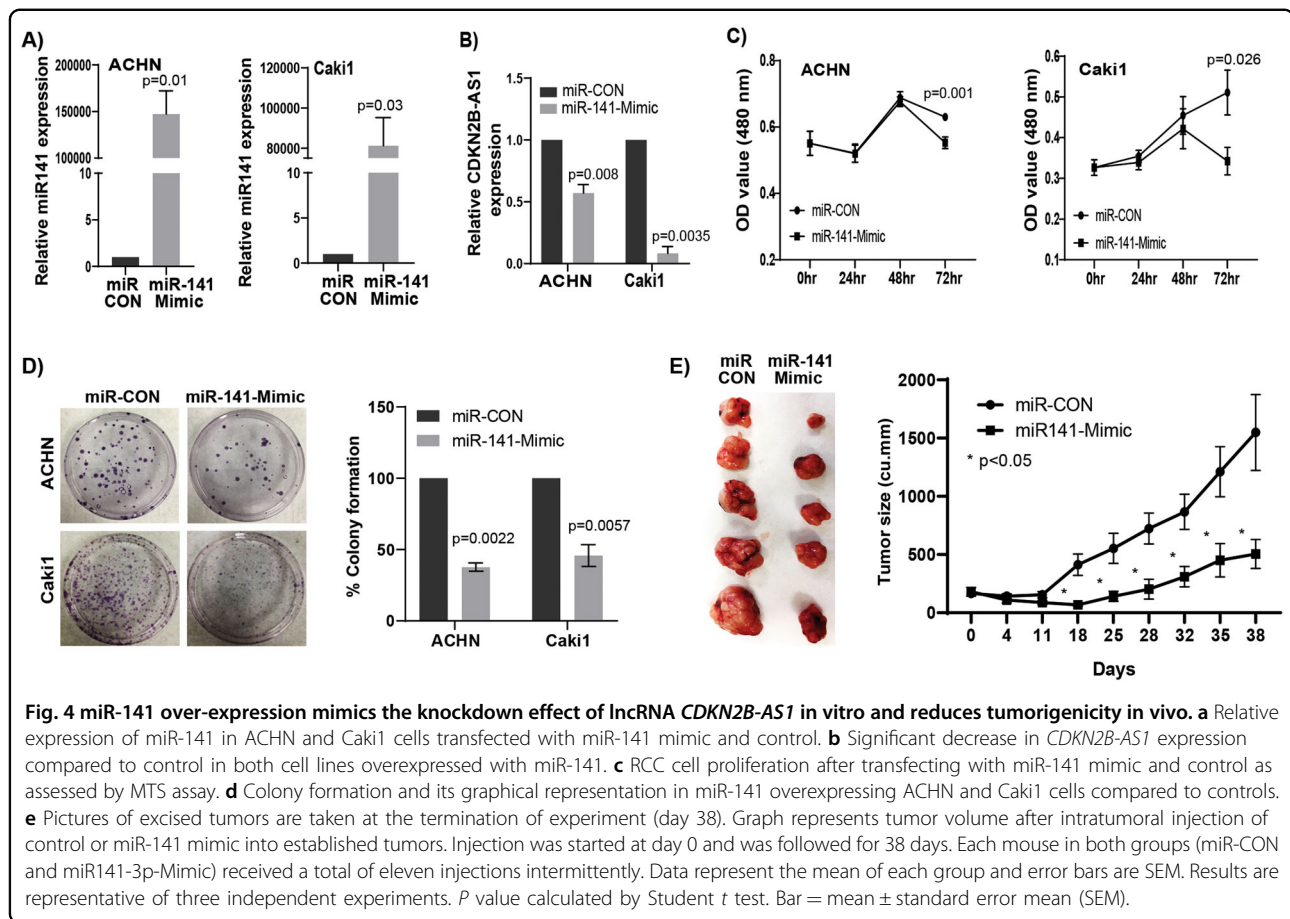 A)
ACHN
Relative miR141 expression
200000
150000
100000
10
5
0
p=0.01
miR CON
miR-141 Mimic
Caki1
Relative miR141 expression
120000
100000
80000
60000
10
5
0
p=0.03
miR CON
miR-141 Mimic
B)
Relative CDKN2B-AS1 expression
1.5
1.0
0.5
0.0
miR-CON
miR-141-Mimic
p=0.008
p=0.0035
ACHN
Caki1
C)
ACHN
OD value (480 nm)
0.8
0.6
0.4
0.2
p=0.001
miR-CON
miR-141-Mimic
0hr
24hr
48hr
72hr
Caki1
OD value (480 nm)
0.6
0.5
0.4
0.3
0.2
0.1
p=0.026
miR-CON
miR-141-Mimic
0hr
24hr
48hr
72hr
D)
miR-CON
miR-141-Mimic
ACHN
Caki1
% Colony formation
150
100
50
0
miR-CON
miR-141-Mimic
p=0.0022
p=0.0057
ACHN
Caki1
E)
miR CON
miR-141 Mimic
Tumor size (cu.mm)
2000
1500
1000
500
0
miR-CON
miR141-Mimic
* p<0.05
* * * * * *
0
4
11
18
25
28
32
35
38
Days
Fig. 4 miR-141 over-expression mimics the knockdown effect of lncRNA CDKN2B-AS1 in vitro and reduces tumorigenicity in vivo. a Relative
expression of miR-141 in ACHN and Caki1 cells transfected with miR-141 mimic and control. b Significant decrease in CDKN2B-AS1 expression
compared to control in both cell lines overexpressed with miR-141. c RCC cell proliferation after transfecting with miR-141 mimic and control as
assessed by MTS assay. d Colony formation and its graphical representation in miR-141 overexpressing ACHN and Caki1 cells compared to controls.
e Pictures of excised tumors are taken at the termination of experiment (day 38). Graph represents tumor volume after intratumoral injection of
control or miR-141 mimic into established tumors. Injection was started at day 0 and was followed for 38 days. Each mouse in both groups (miR-CON
and miR141-3p-Mimic) received a total of eleven injections intermittently. Data represent the mean of each group and error bars are SEM. Results are
representative of three independent experiments. P value calculated by Student t test. Bar = mean ± standard error mean (SEM).